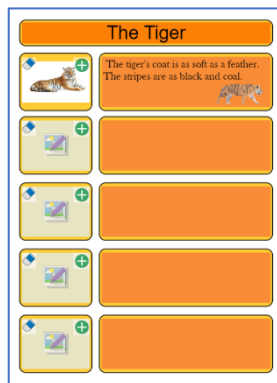 The Tiger
The tiger's coat is as soft as a feather.
The stripes are as black and coal.